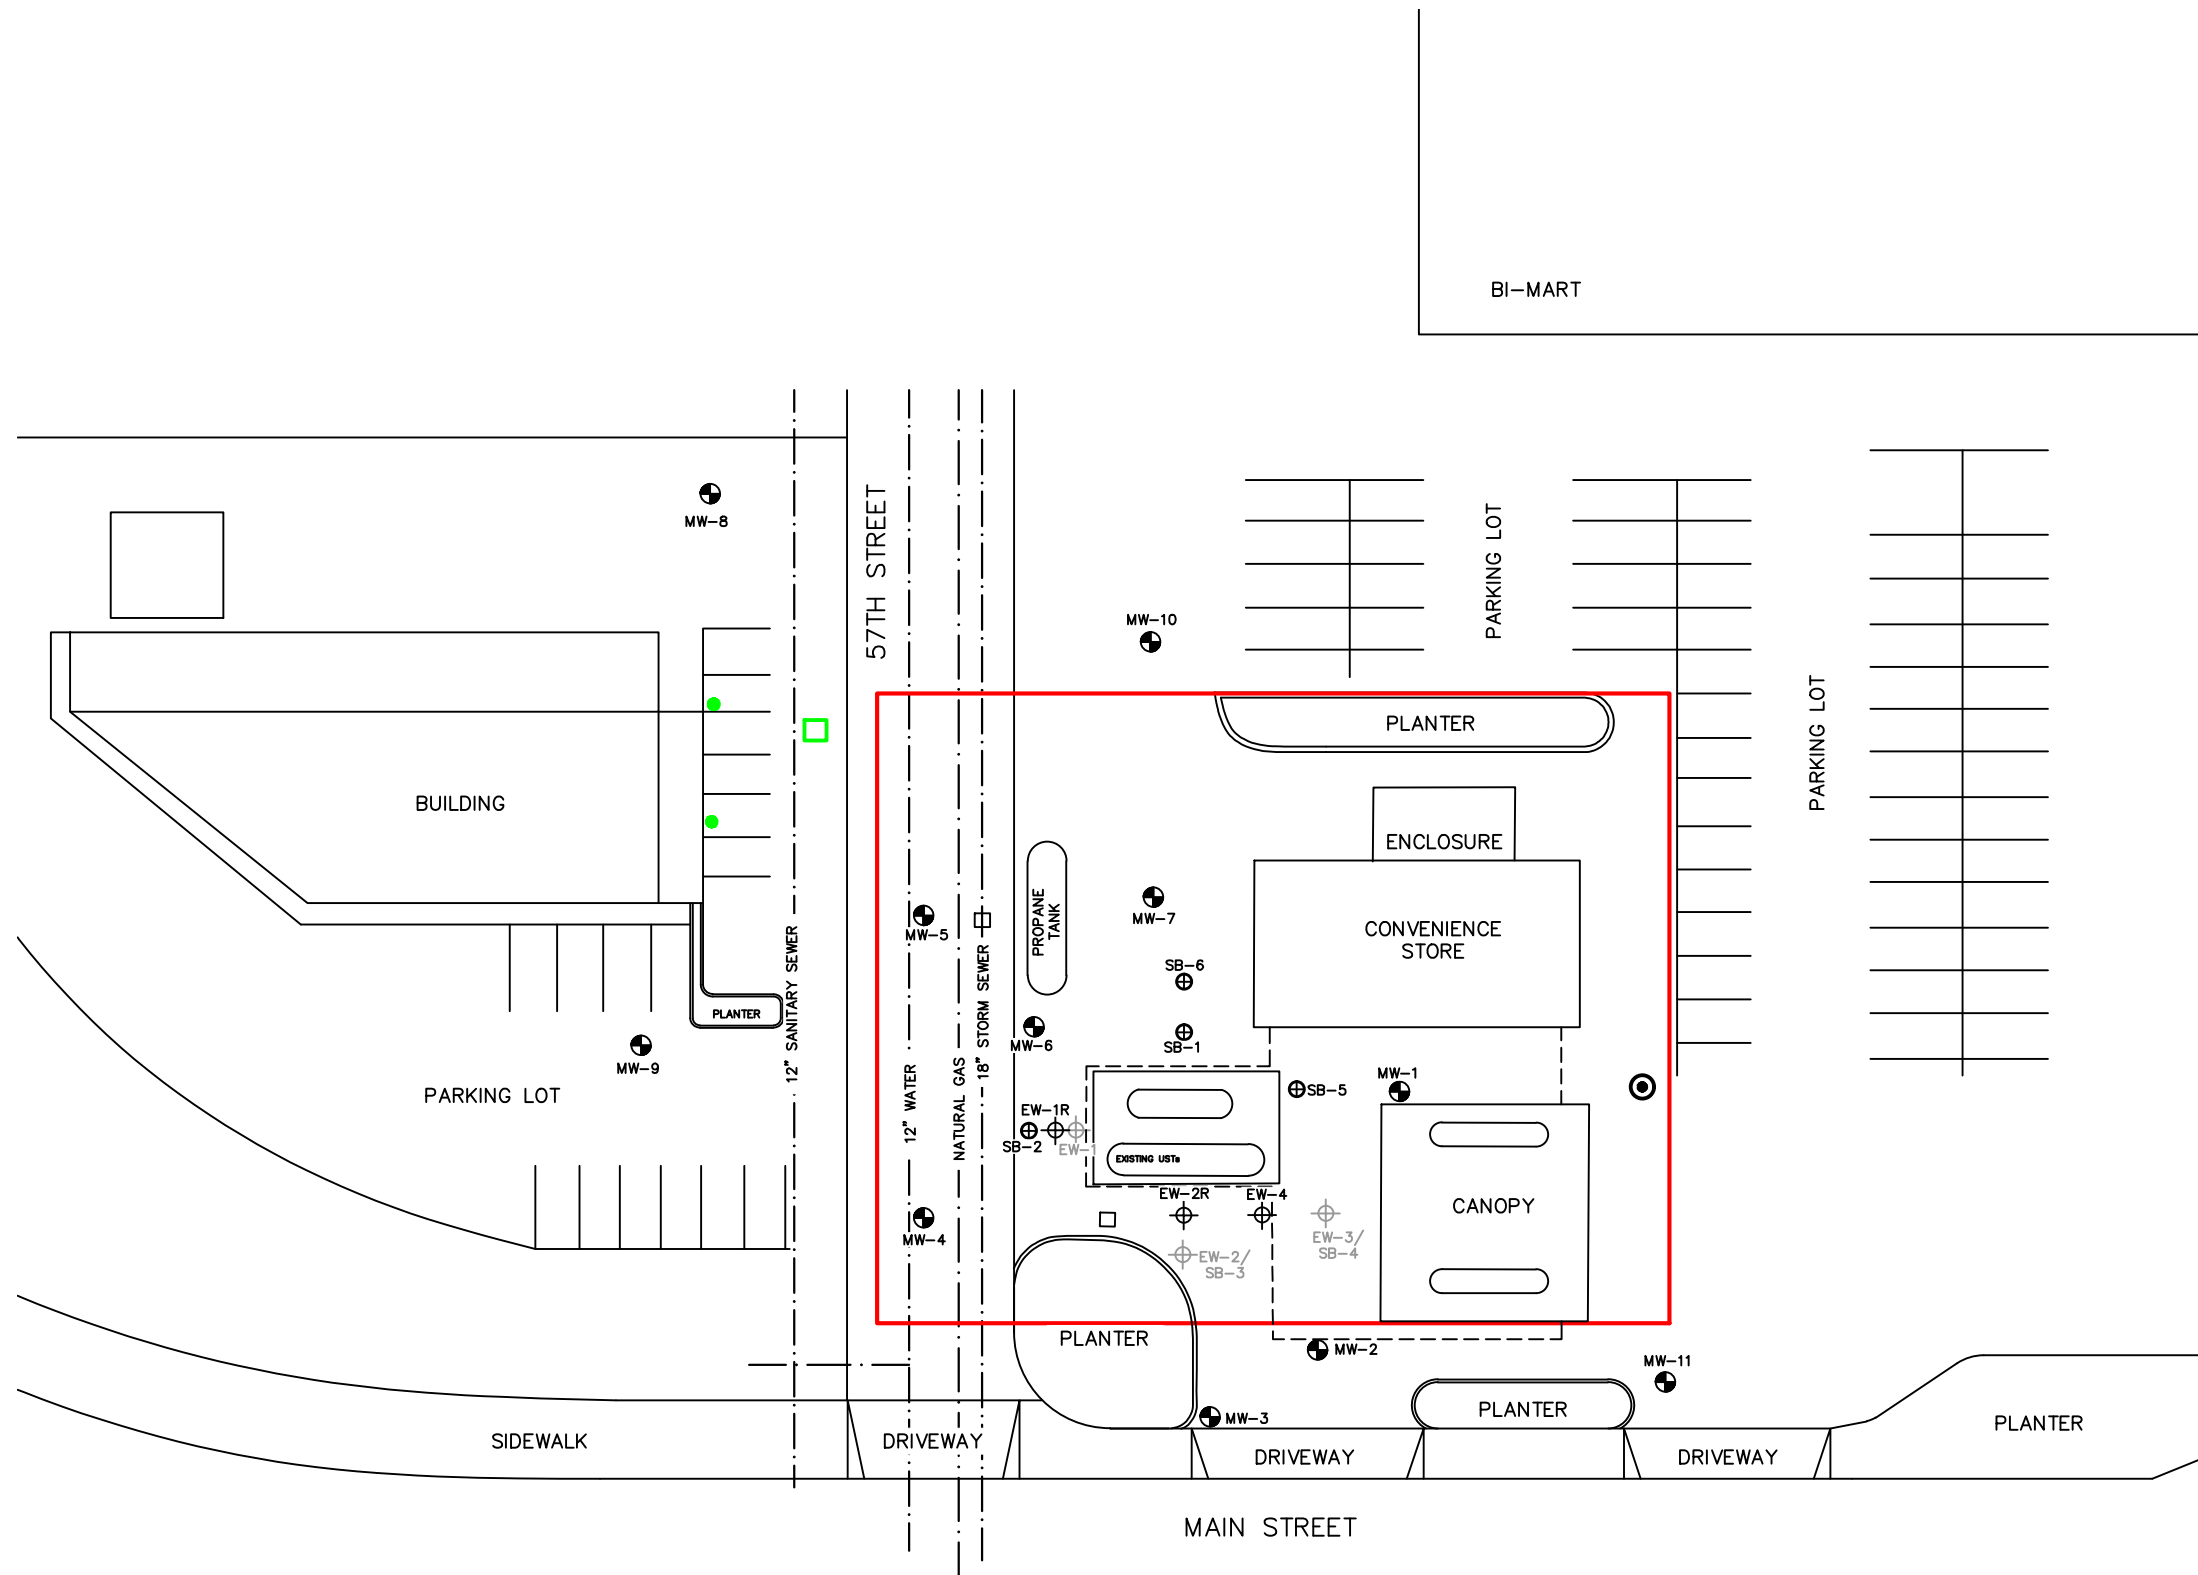 BI-MART
57TH STREET
MW-8
PARKING LOT
MW-10
PARKING LOT
PLANTER
BUILDING
ENCLOSURE
PROPANE
TANK
MW-7
CONVENIENCE
STORE
MW-5
12" SANITARY SEWER
18" STORM SEWER
SB-6
PLANTER
MW-6
SB-1
MW-9
12" WATER
NATURAL GAS
PARKING LOT
MW-1
SB-5
EW-1R
SB-2
EW-1
EXISTING USTs
EW-2R
EW-4
CANOPY
MW-4
EW-3/
SB-4
EW-2/
SB-3
PLANTER
MW-2
MW-11
PLANTER
MW-3
PLANTER
SIDEWALK
DRIVEWAY
DRIVEWAY
DRIVEWAY
MAIN STREET